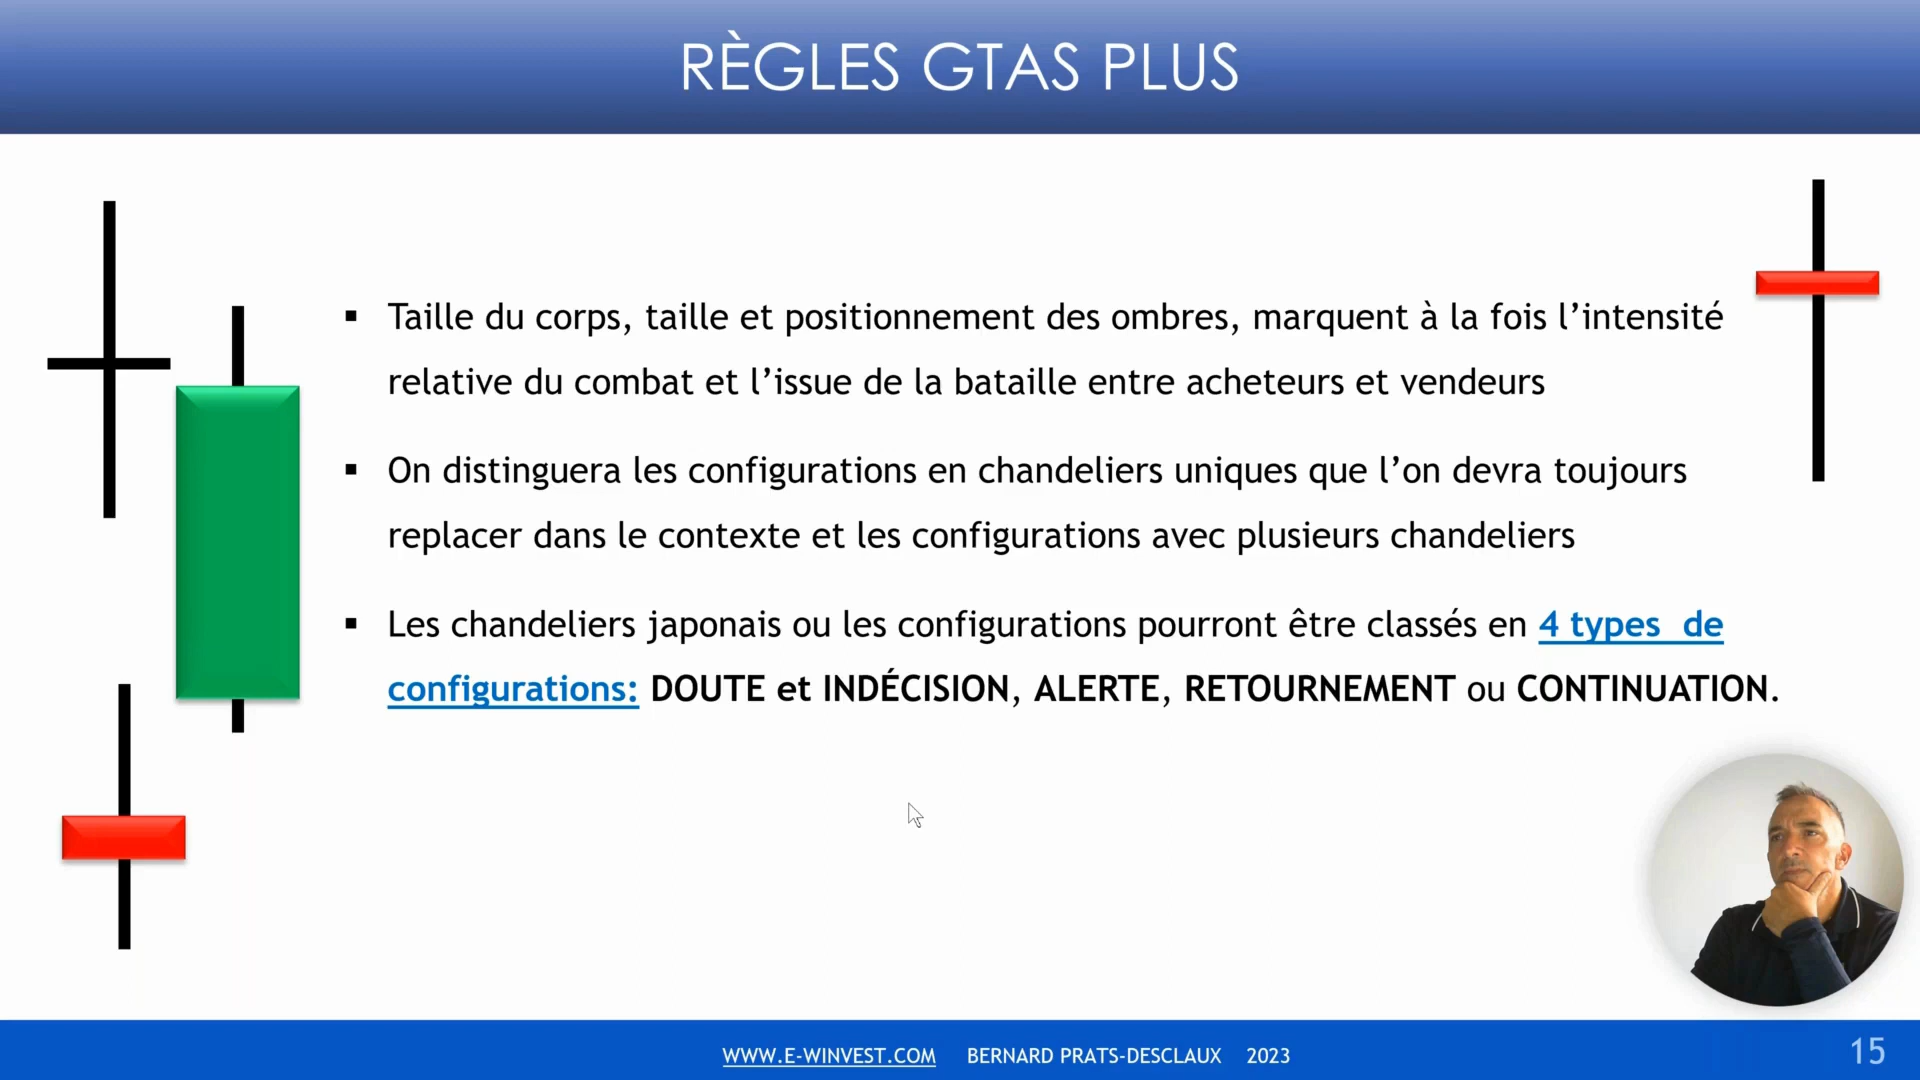 RÈGLES GTAS PLUS
▪ Taille du corps, taille et positionnement des ombres, marquent à la fois l’intensité
relative du combat et l’issue de la bataille entre acheteurs et vendeurs
▪ On distinguera les configurations en chandeliers uniques que l’on devra toujours
replacer dans le contexte et les configurations avec plusieurs chandeliers
▪ Les chandeliers japonais ou les configurations pourront être classés en 4 types de
configurations: DOUTE et INDÉCISION, ALERTE, RETOURNEMENT ou CONTINUATION.
WWW.E-WINVEST.COM BERNARD PRATS-DESCLAUX 2023
15